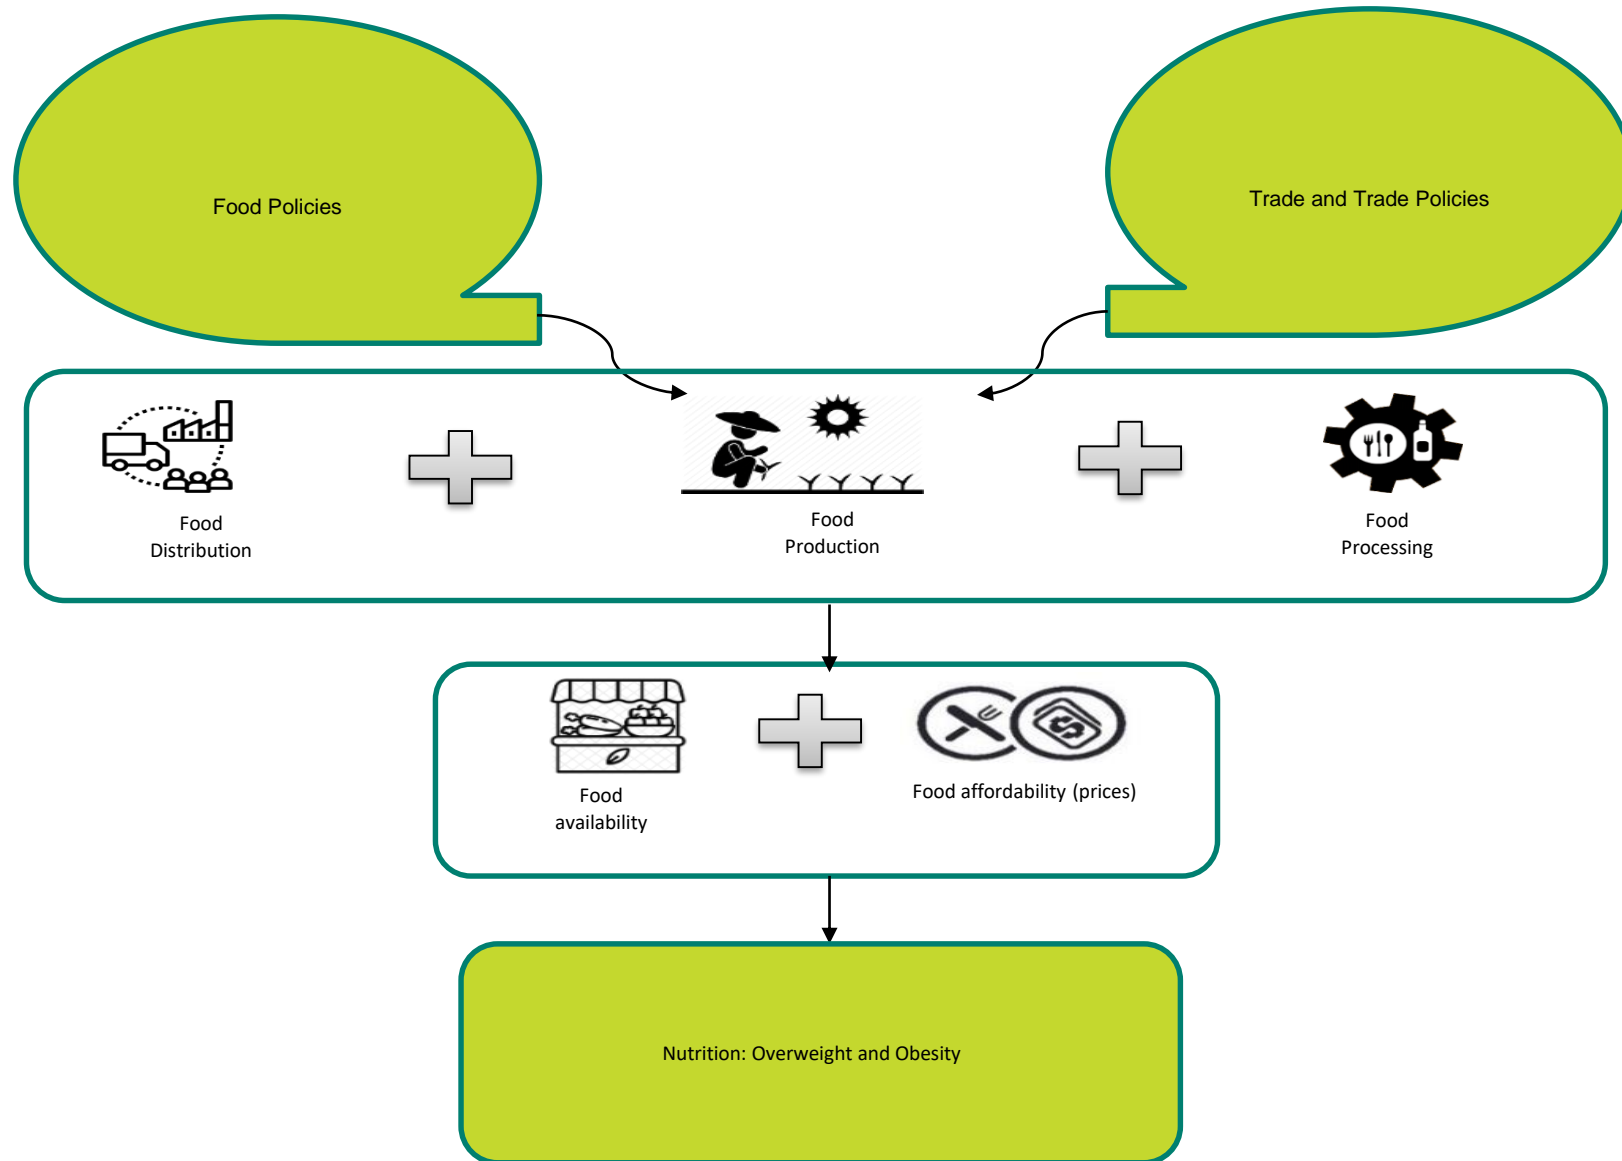 Food Policies
Trade and Trade Policies
Food
Distribution
Food
Production
Food
Processing
Food
availability
Food affordability (prices)
Nutrition: Overweight and Obesity